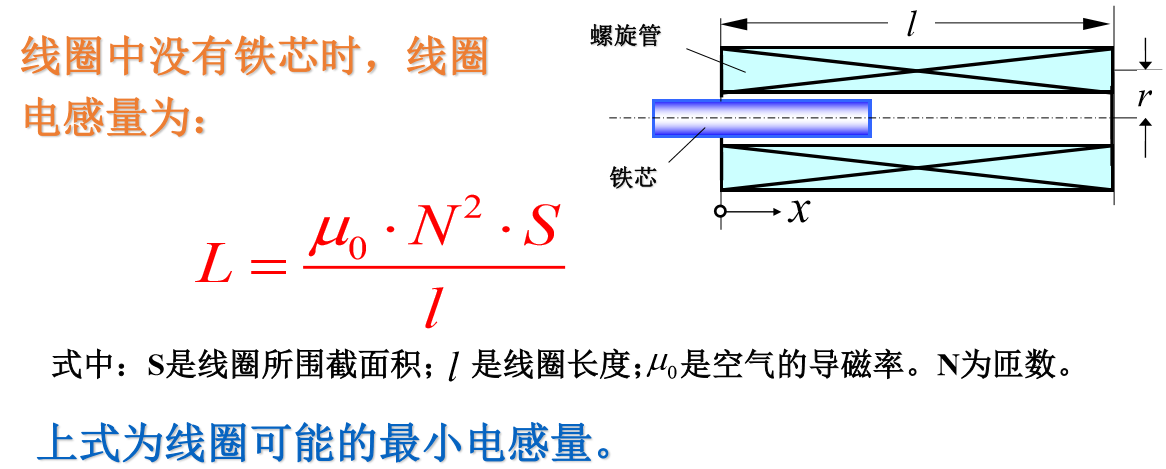 线圈中没有铁芯时，线圈
电感量为：
螺旋管
l
r
铁芯
x
L = \frac{μ₀ · N² · S}{l}
式中：S是线圈所围截面积；l 是线圈长度;μ₀是空气的导磁率。N为匝数。
上式为线圈可能的最小电感量。